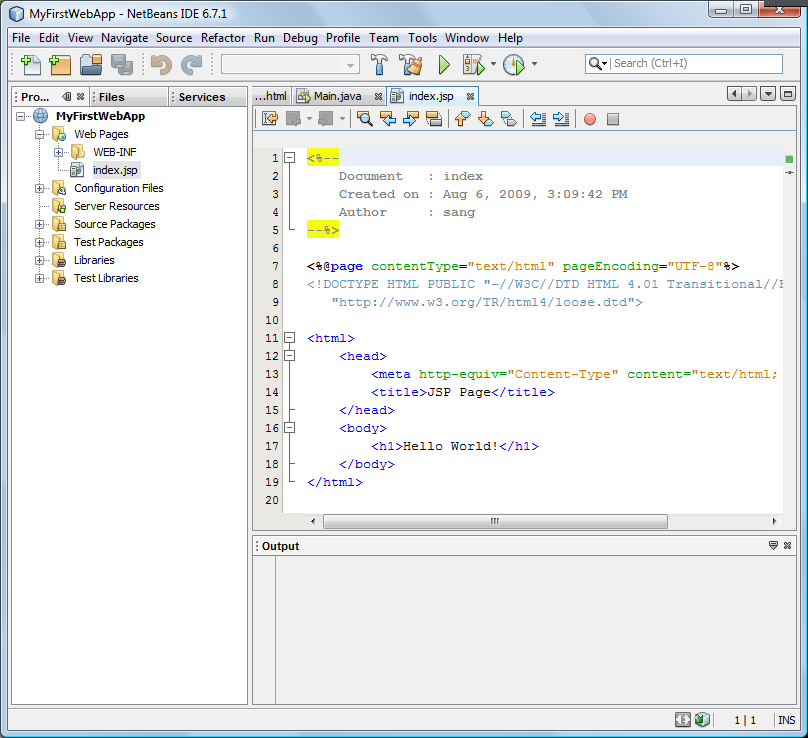 MyFirstWebApp - NetBeans IDE 6.7.1
File Edit View Navigate Source Refactor Run Debug Profile Team Tools Window Help
Search (Ctrl+I)
Pro... Files Services
MyFirstWebApp
Web Pages
WEB-INF
index.jsp
Configuration Files
Server Resources
Source Packages
Test Packages
Libraries
Test Libraries
...html Main.java index.jsp
1 <%--
2 Document : index
3 Created on : Aug 6, 2009, 3:09:42 PM
4 Author : sang
5 --%>
6
7 <%@page contentType="text/html" pageEncoding="UTF-8"%>
8 <!DOCTYPE HTML PUBLIC "-//W3C//DTD HTML 4.01 Transitional//E
9 "http://www.w3.org/TR/html4/loose.dtd">
10
11 <html>
12 <head>
13 <meta http-equiv="Content-Type" content="text/html;
14 <title>JSP Page</title>
15 </head>
16 <body>
17 <h1>Hello World!</h1>
18 </body>
19 </html>
20
Output
1 | 1 INS